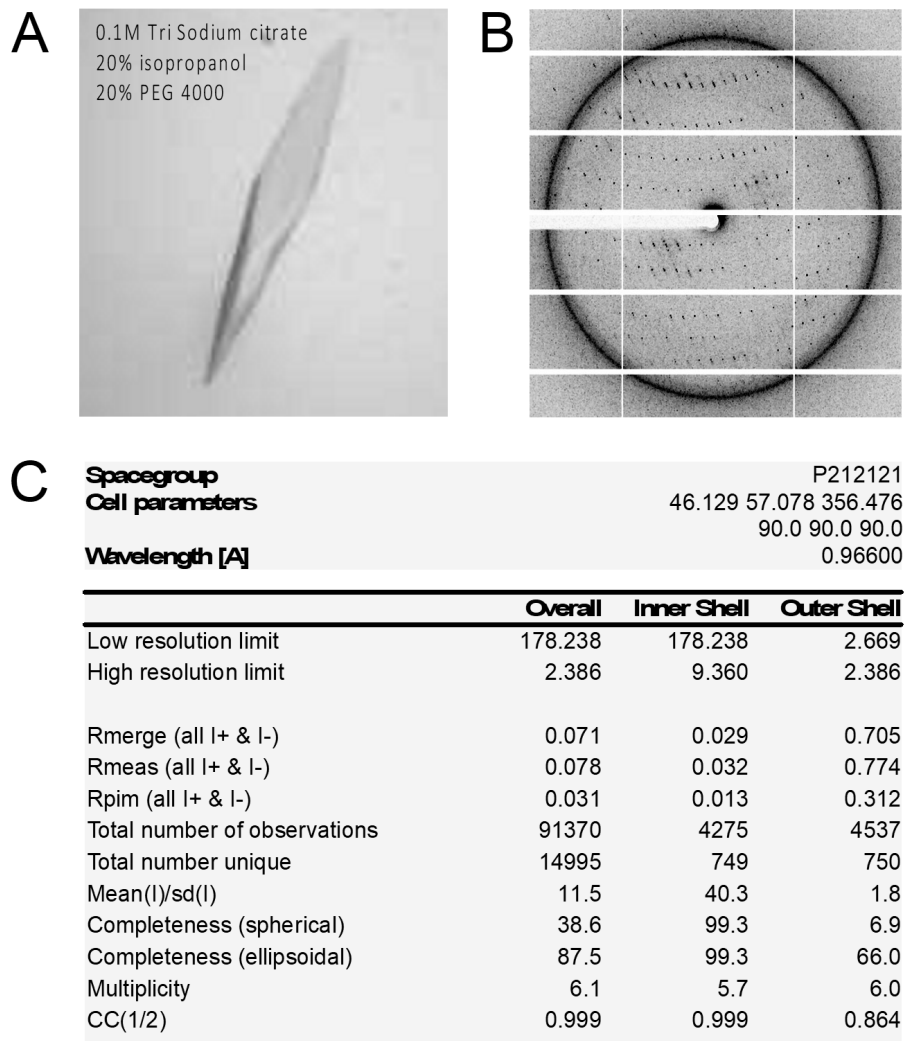 A
0.1M Tri Sodium citrate
20% isopropanol
20% PEG 4000
B
C
Spacegroup P212121
Cell parameters 46.129 57.078 356.476
90.0 90.0 90.0
Wavelength [A] 0.96600
Overall Inner Shell Outer Shell
Low resolution limit 178.238 178.238 2.669
High resolution limit 2.386 9.360 2.386
Rmerge (all I+ & I-) 0.071 0.029 0.705
Rmeas (all I+ & I-) 0.078 0.032 0.774
Rpim (all I+ & I-) 0.031 0.013 0.312
Total number of observations 91370 4275 4537
Total number unique 14995 749 750
Mean(I)/sd(I) 11.5 40.3 1.8
Completeness (spherical) 38.6 99.3 6.9
Completeness (ellipsoidal) 87.5 99.3 66.0
Multiplicity 6.1 5.7 6.0
CC(1/2) 0.999 0.999 0.864